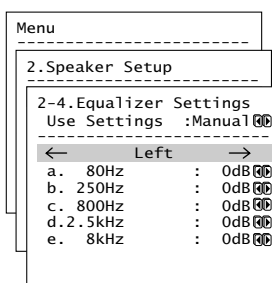 Menu
2.Speaker Setup
2-4.Equalizer Settings
Use Settings :Manual
← Left →
a. 80Hz : 0dB
b. 250Hz : 0dB
c. 800Hz : 0dB
d.2.5kHz : 0dB
e. 8kHz : 0dB